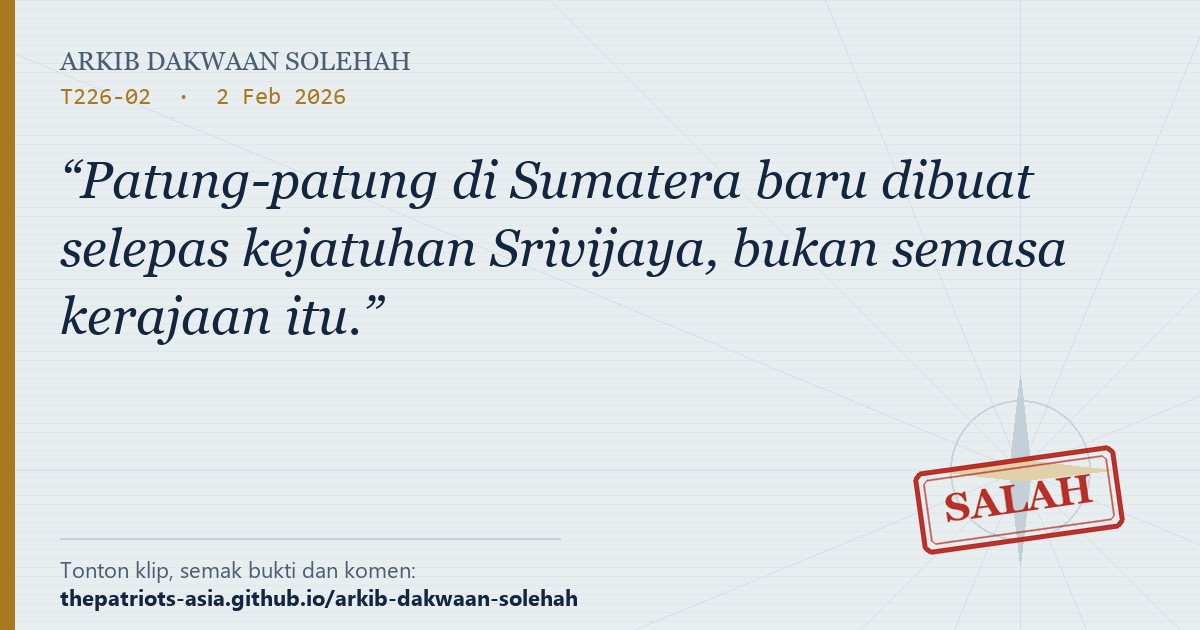 ARKIB DAKWAAN SOLEHAH
T226-02 · 2 Feb 2026
“Patung-patung di Sumatera baru dibuat
selepas kejatuhan Srivijaya, bukan semasa
kerajaan itu.”
SALAH
Tonton klip, semak bukti dan komen:
thepatriots-asia.github.io/arkib-dakwaan-solehah